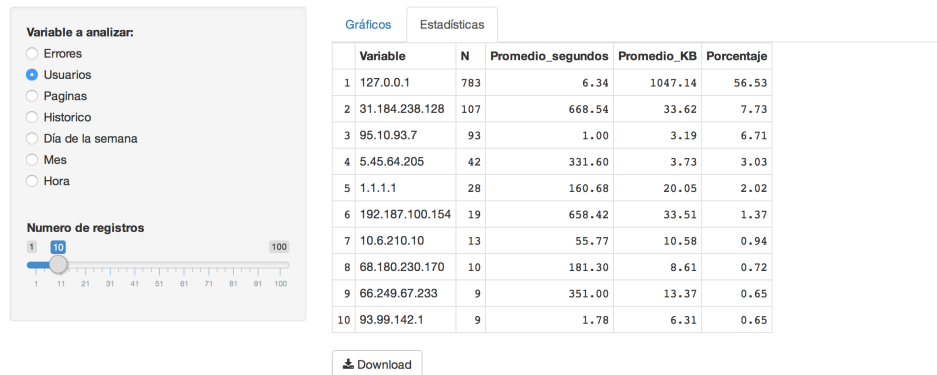 Variable a analizar:
Errores
Usuarios
Paginas
Historico
Día de la semana
Mes
Hora
Numero de registros
1 10 100
1 11 21 31 41 51 61 71 81 91 100
Gráficos Estadísticas
Variable N Promedio_segundos Promedio_KB Porcentaje
1 127.0.0.1 783 6.34 1047.14 56.53
2 31.184.238.128 107 668.54 33.62 7.73
3 95.10.93.7 93 1.00 3.19 6.71
4 5.45.64.205 42 331.60 3.73 3.03
5 1.1.1.1 28 160.68 20.05 2.02
6 192.187.100.154 19 658.42 33.51 1.37
7 10.6.210.10 13 55.77 10.58 0.94
8 68.180.230.170 10 181.30 8.61 0.72
9 66.249.67.233 9 351.00 13.37 0.65
10 93.99.142.1 9 1.78 6.31 0.65
Download